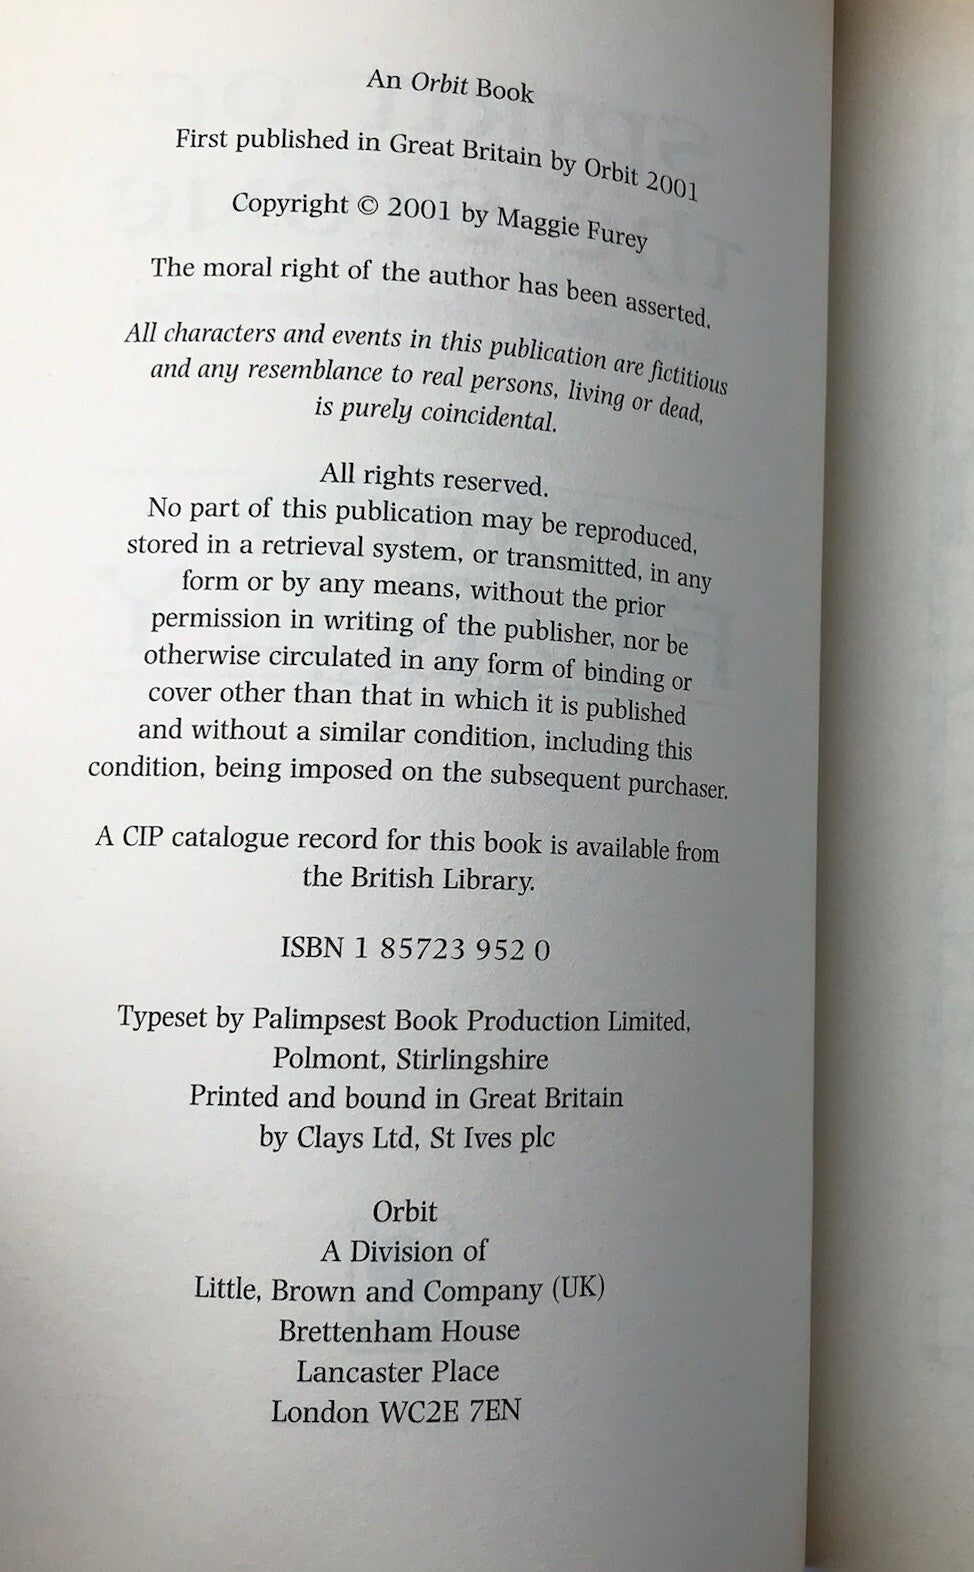 An Orbit Book
First published in Great Britain by Orbit 2001
Copyright © 2001 by Maggie Furey
The moral right of the author has been asserted.
All characters and events in this publication are fictitious
and any resemblance to real persons, living or dead,
is purely coincidental.
All rights reserved.
No part of this publication may be reproduced,
stored in a retrieval system, or transmitted, in any
form or by any means, without the prior
permission in writing of the publisher, nor be
otherwise circulated in any form of binding or
cover other than that in which it is published
and without a similar condition, including this
condition, being imposed on the subsequent purchaser.
A CIP catalogue record for this book is available from
the British Library.
ISBN 1 85723 952 0
Typeset by Palimpsest Book Production Limited,
Polmont, Stirlingshire
Printed and bound in Great Britain
by Clays Ltd, St Ives plc
Orbit
A Division of
Little, Brown and Company (UK)
Brettenham House
Lancaster Place
London WC2E 7EN